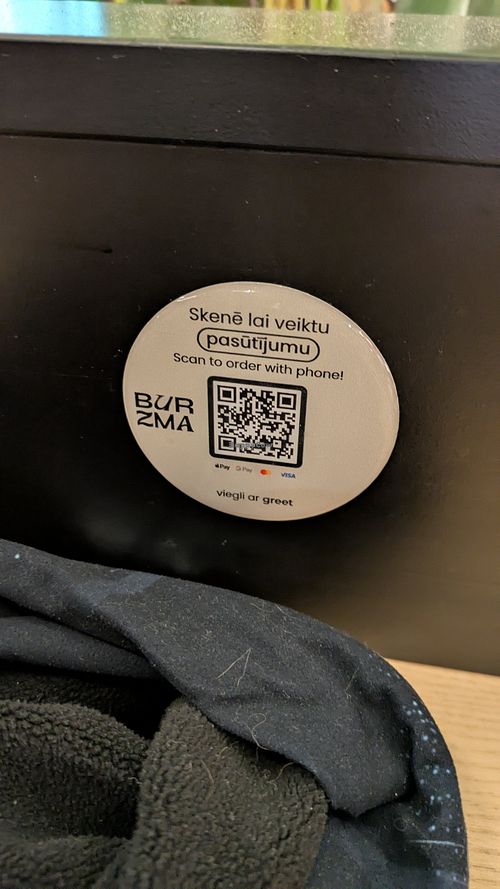 Skenē lai veiktu
pasūtījumu
Scan to order with phone!
BUR
ZMA
Pay G Pay VISA
viegli ar greet